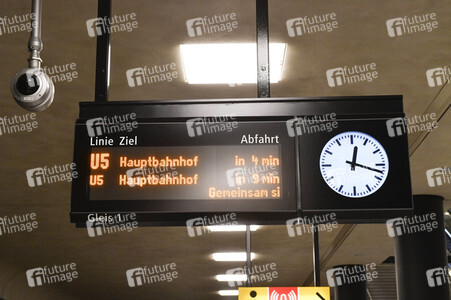 Linie Ziel Abfahrt
U5 Hauptbahnhof in 4 min
U5 Hauptbahnhof in 9 min
Gemeinsam si
Gleis 1